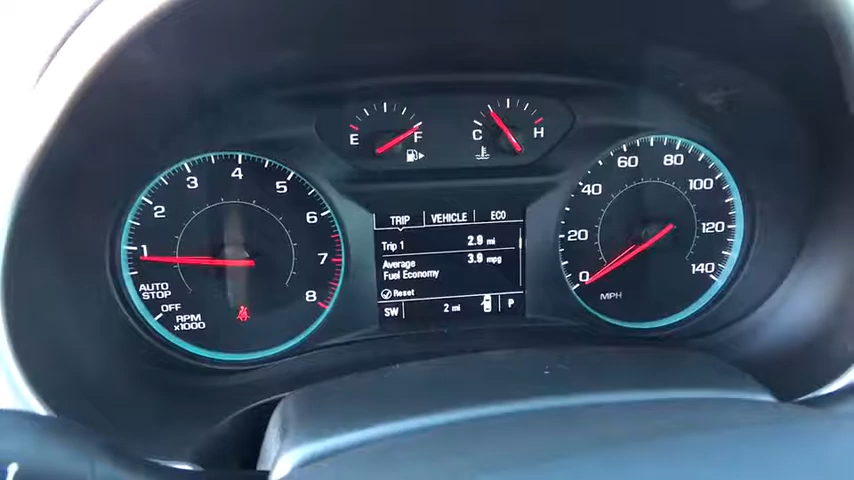 E F
C H
1 2 3 4 5 6 7 8
AUTO
STOP
OFF
RPM
x1000
TRIP VEHICLE ECO
Trip 1 2.9 mi
Average 3.9 mpg
Fuel Economy
Reset
SW 2 mi P
0 20 40 60 80 100 120 140
MPH